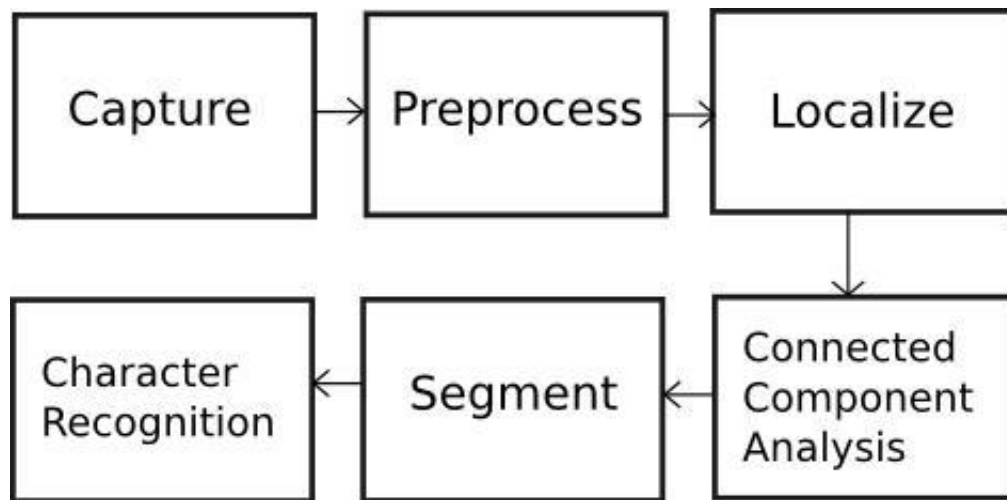 Capture
Preprocess
Localize
Connected
Component
Analysis
Segment
Character
Recognition